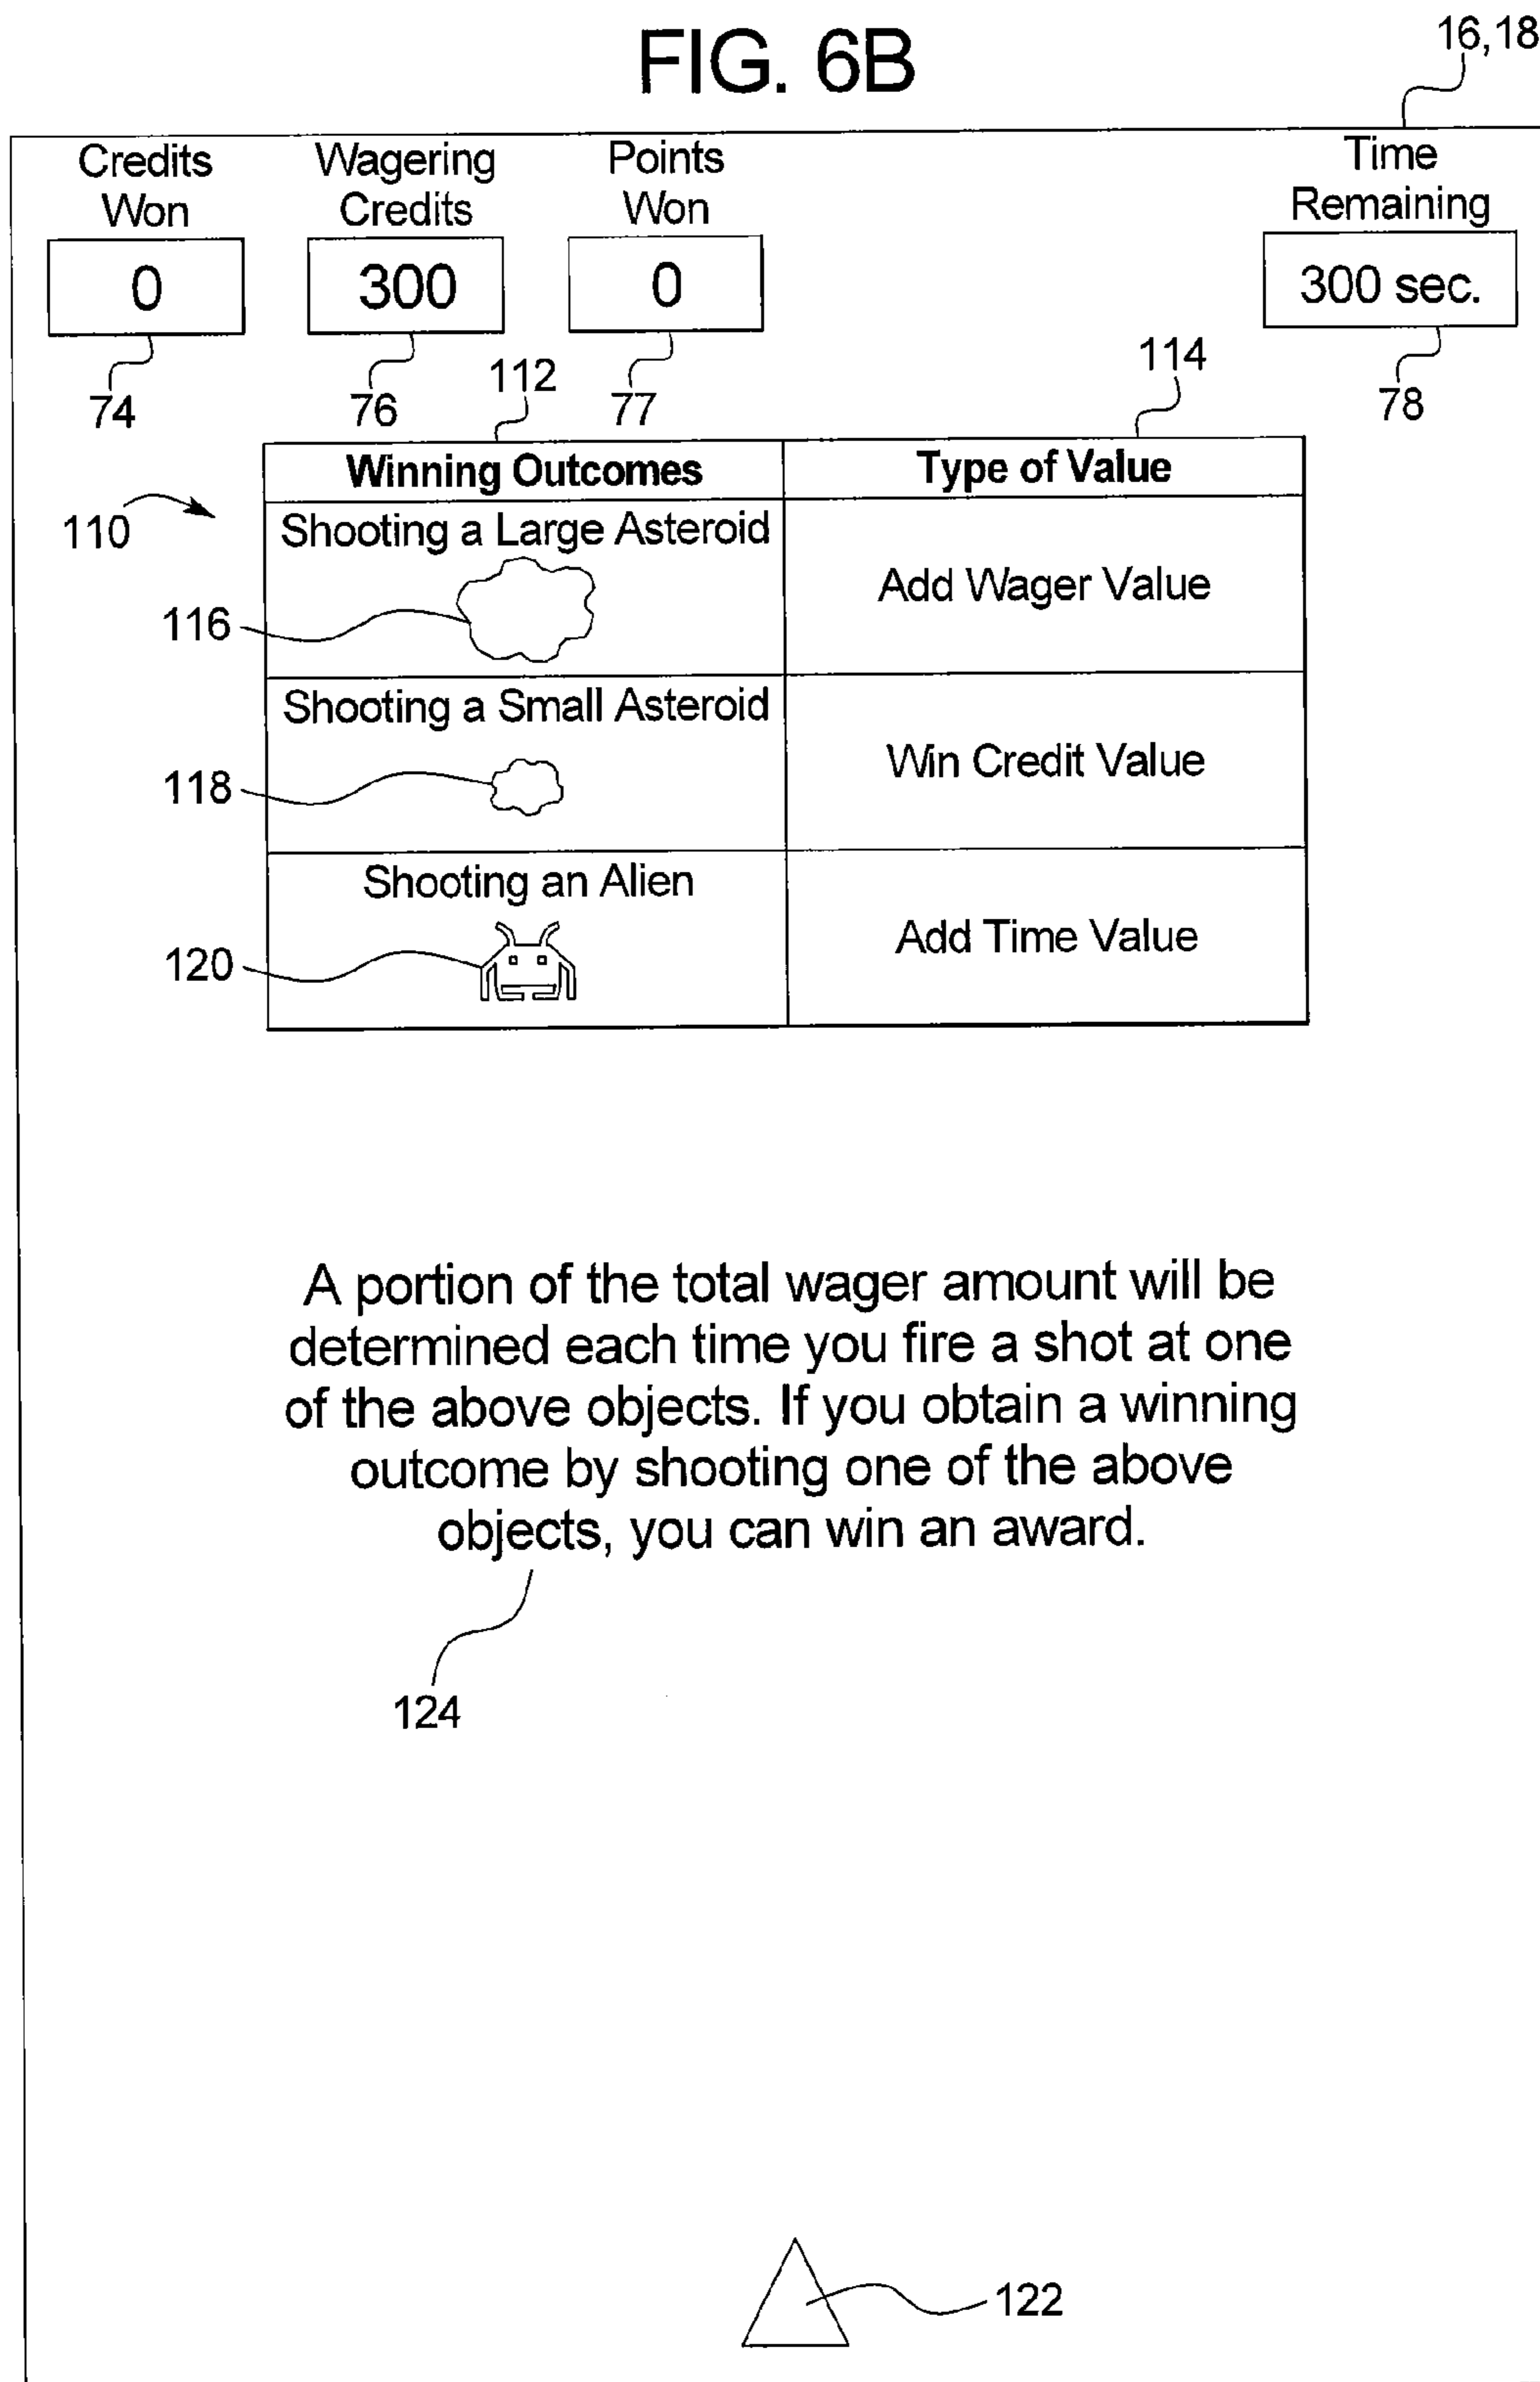 FIG. 6B
16,18
Credits Won
Wagering Credits
Points Won
Time Remaining
0
300
0
300 sec.
74
76
77
78
112
114
110
Winning Outcomes
Type of Value
Shooting a Large Asteroid
Add Wager Value
116
Shooting a Small Asteroid
Win Credit Value
118
Shooting an Alien
Add Time Value
120
A portion of the total wager amount will be
determined each time you fire a shot at one
of the above objects. If you obtain a winning
outcome by shooting one of the above
objects, you can win an award.
124
122